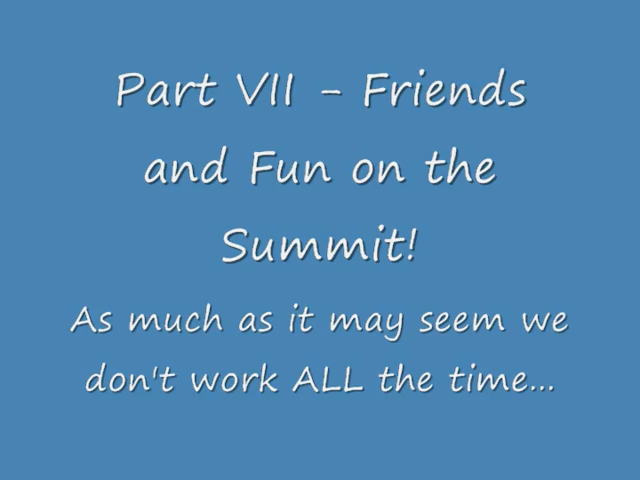 Part VII - Friends
and Fun on the
Summit!
As much as it may seem we
don't work ALL the time...